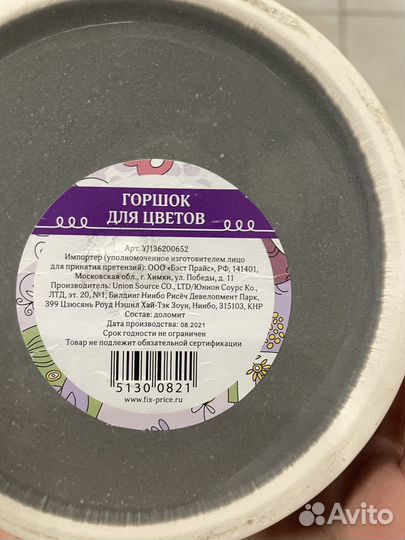 ГОРШОК
ДЛЯ ЦВЕТОВ
Арт. YJ136200652
Импортер (уполномоченное изготовителем лицо
для принятия претензий): ООО «Бэст Прайс», РФ, 141401,
Московская обл., г. Химки, ул. Победы, д. 11
Производитель: Union Source CO., LTD/Юнион Соурс Ко.,
ЛТД, эт. 20, №1, Билдинг Нинбо Рисёч Девелопмент Парк,
399 Цзюсянь Роуд Нэшнл Хай-Тэк Зоун, Нинбо, 315103, КНР
Состав: доломит
Дата производства: 08.2021
Срок годности не ограничен
Товар не подлежит обязательной сертификации
5130 0821
www.fix-price.ru
Avito